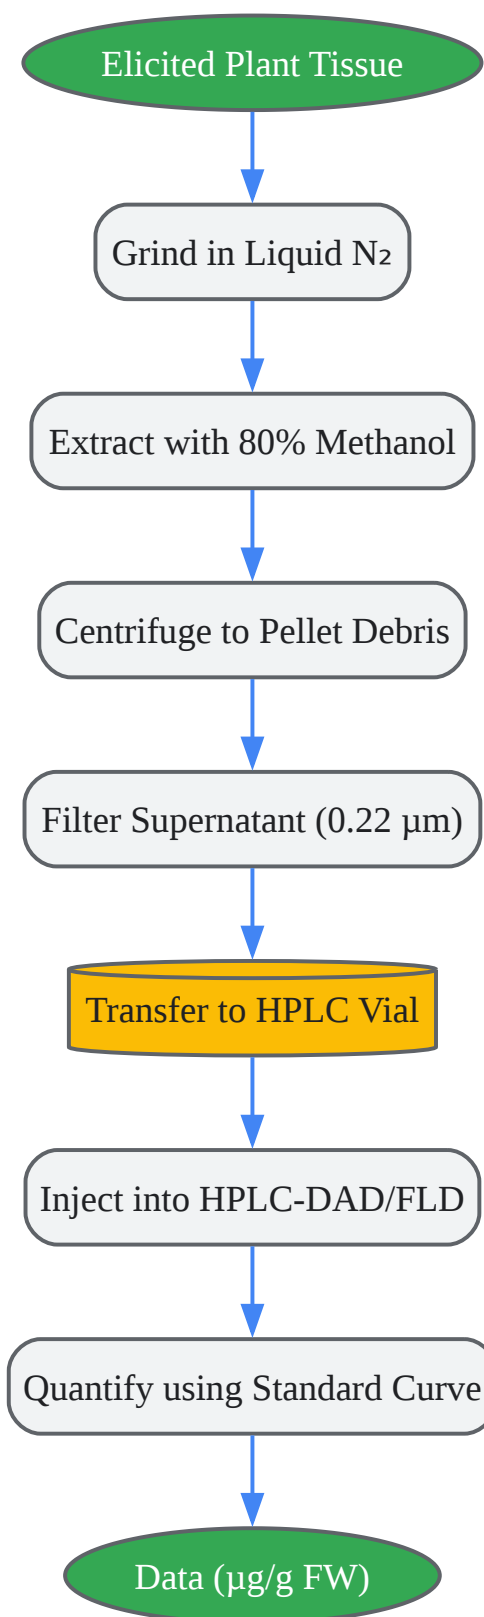 Elicited Plant Tissue
Grind in Liquid N₂
Extract with 80% Methanol
Centrifuge to Pellet Debris
Filter Supernatant (0.22 µm)
Transfer to HPLC Vial
Inject into HPLC-DAD/FLD
Quantify using Standard Curve
Data (µg/g FW)